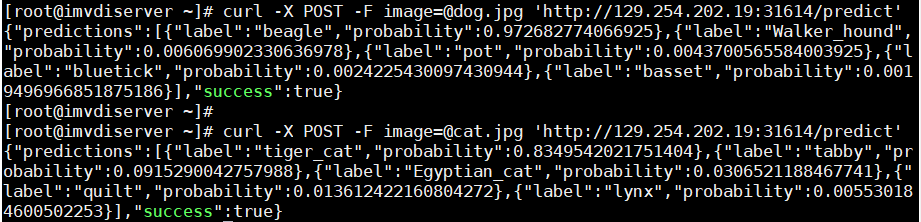 [root@imvdiserver ~]# curl -X POST -F image=@dog.jpg 'http://129.254.202.19:31614/predict'
{"predictions":[{"label":"beagle","probability":0.972682774066925},{"label":"Walker_hound",
"probability":0.006069902330636978},{"label":"pot","probability":0.0043700565584003925},{"l
abel":"bluetick","probability":0.0024225430097430944},{"label":"basset","probability":0.001
9496966851875186}],"success":true}
[root@imvdiserver ~]#
[root@imvdiserver ~]# curl -X POST -F image=@cat.jpg 'http://129.254.202.19:31614/predict'
{"predictions":[{"label":"tiger_cat","probability":0.8349542021751404},{"label":"tabby","pr
obability":0.0915290042757988},{"label":"Egyptian_cat","probability":0.0306521188467741},{"
label":"quilt","probability":0.013612422160804272},{"label":"lynx","probability":0.00553018
4600502253}],"success":true}